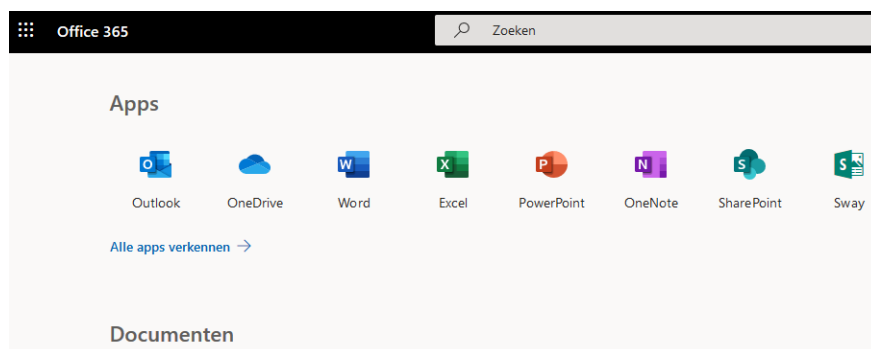 Office 365
Zoeken
Apps
Outlook OneDrive Word Excel PowerPoint OneNote SharePoint Sway
Alle apps verkennen →
Documenten